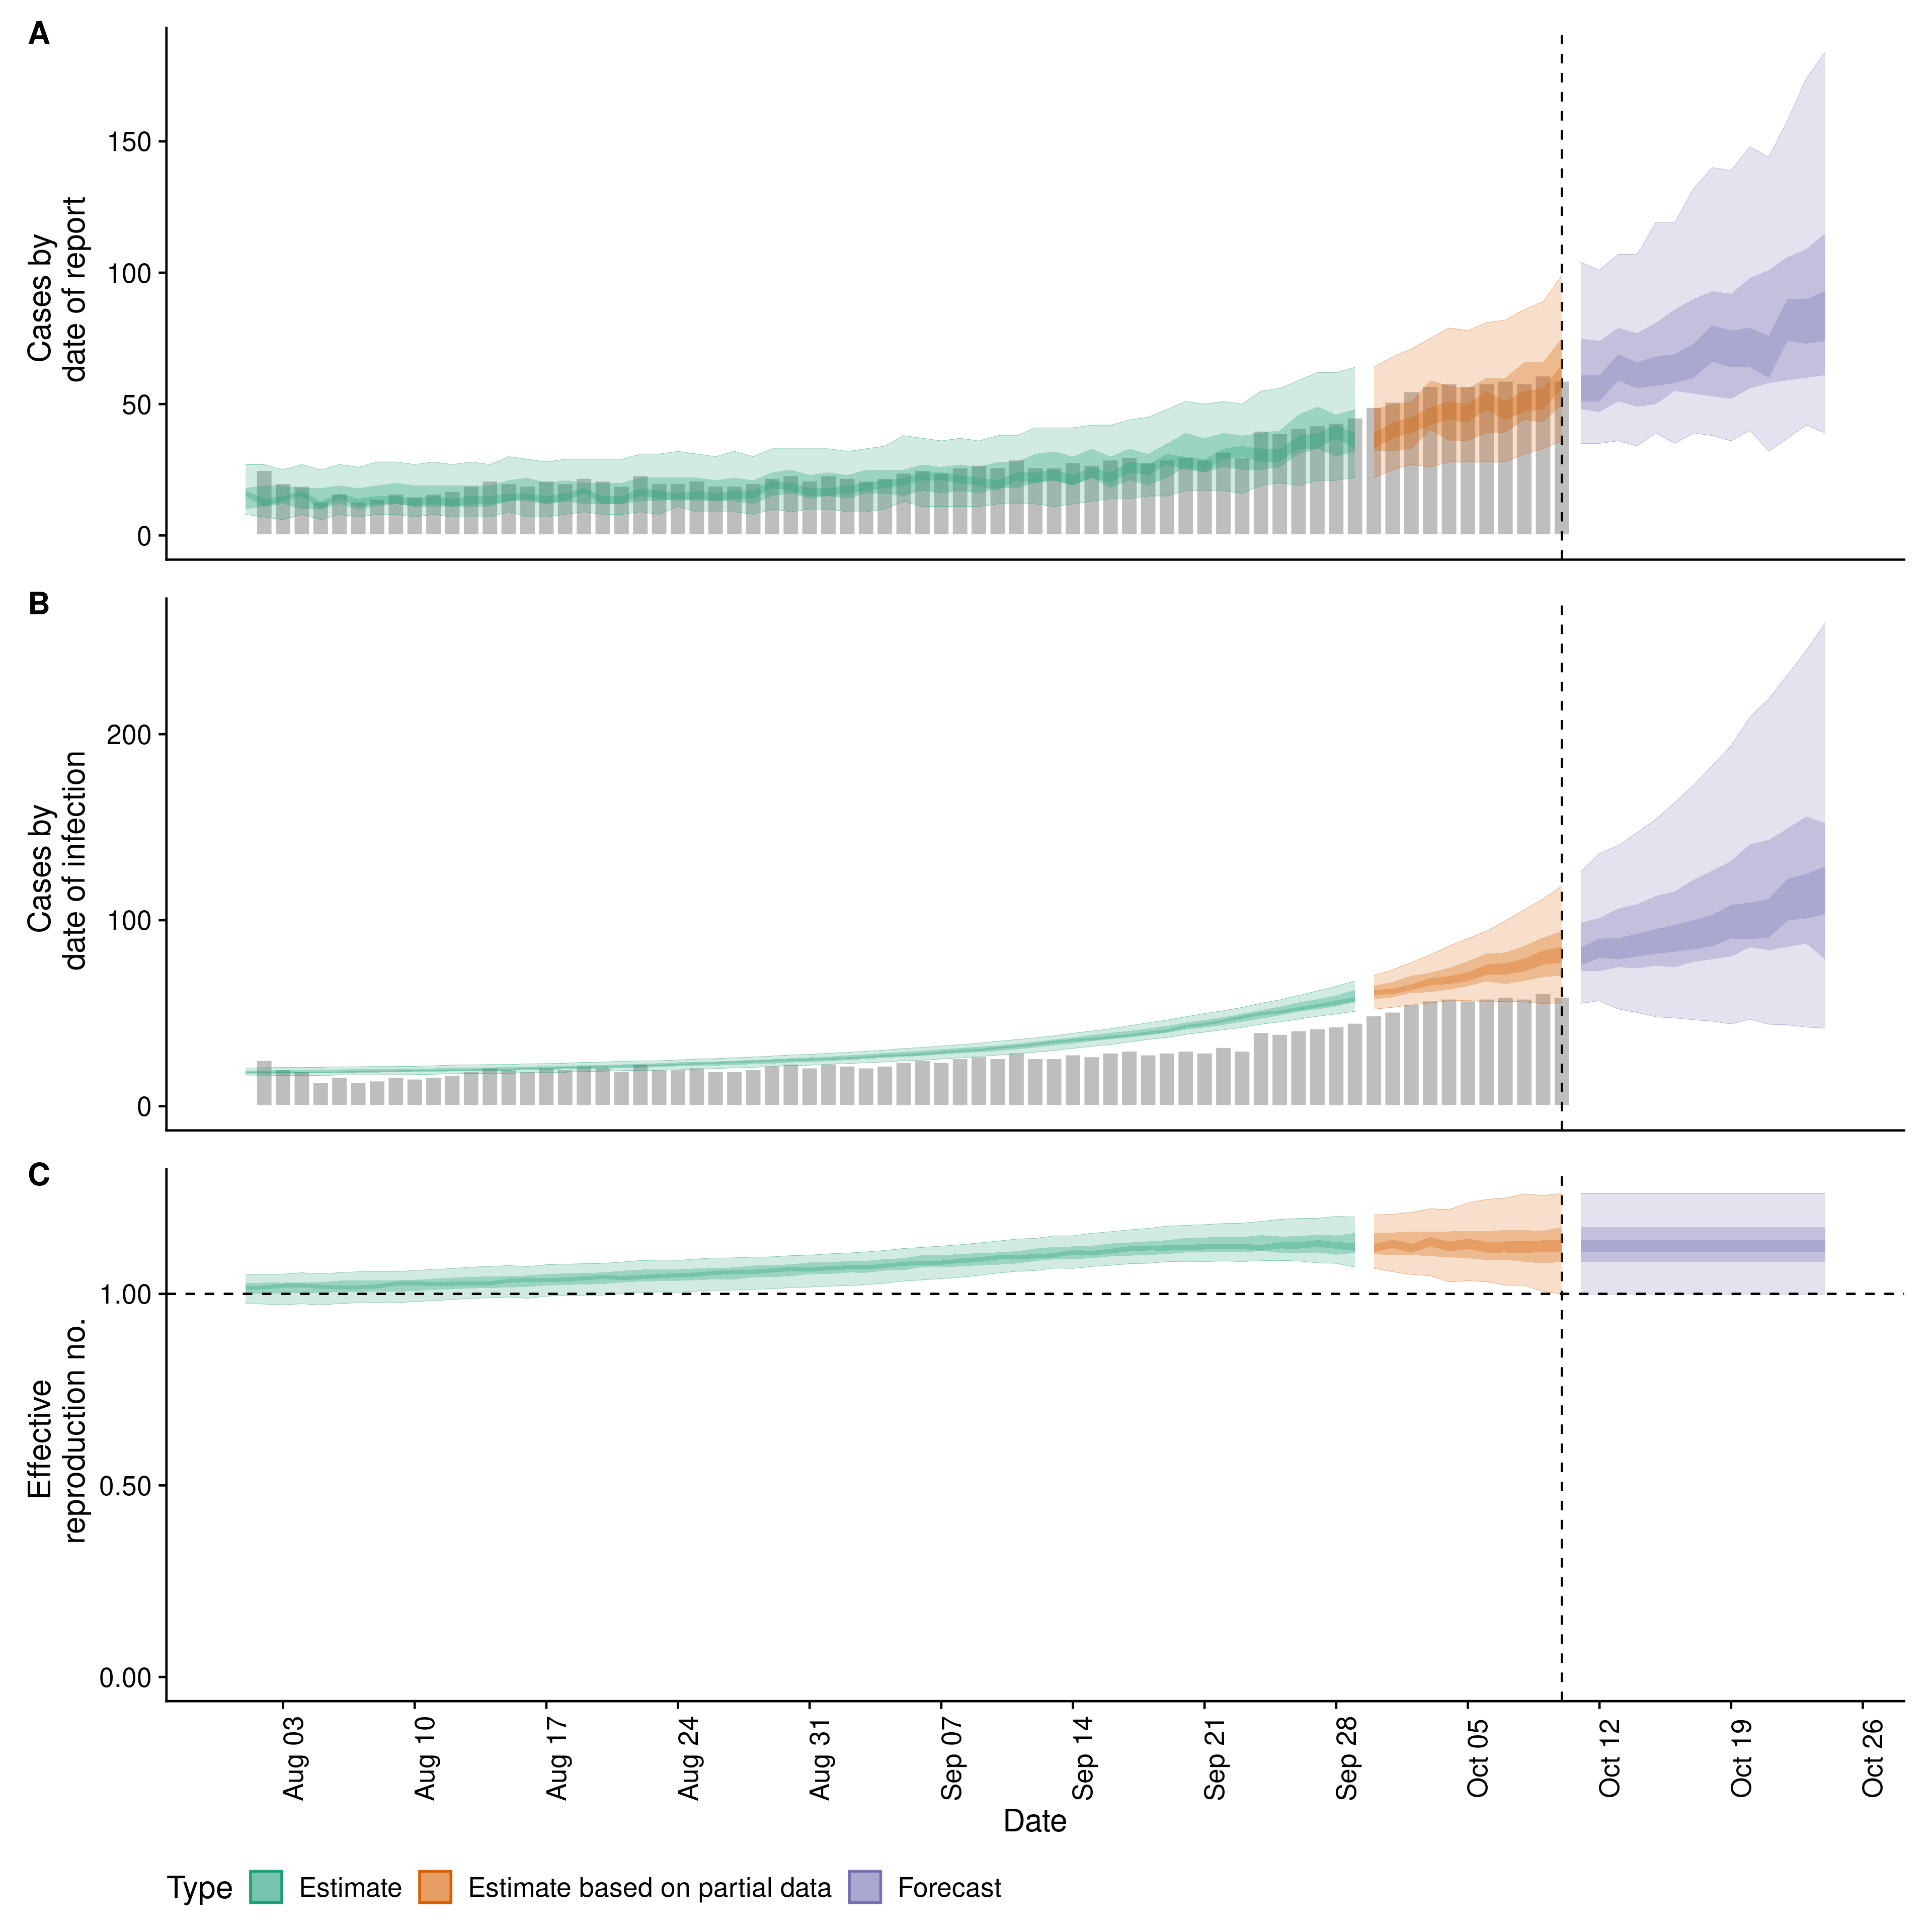 A
Cases by
date of report
150
100
50
0
B
Cases by
date of infection
200
100
0
C
Effective
reproduction no.
1.00
0.50
0.00
Aug 03
Aug 10
Aug 17
Aug 24
Aug 31
Sep 07
Sep 14
Sep 21
Sep 28
Oct 05
Oct 12
Oct 19
Oct 26
Date
Type Estimate Estimate based on partial data Forecast